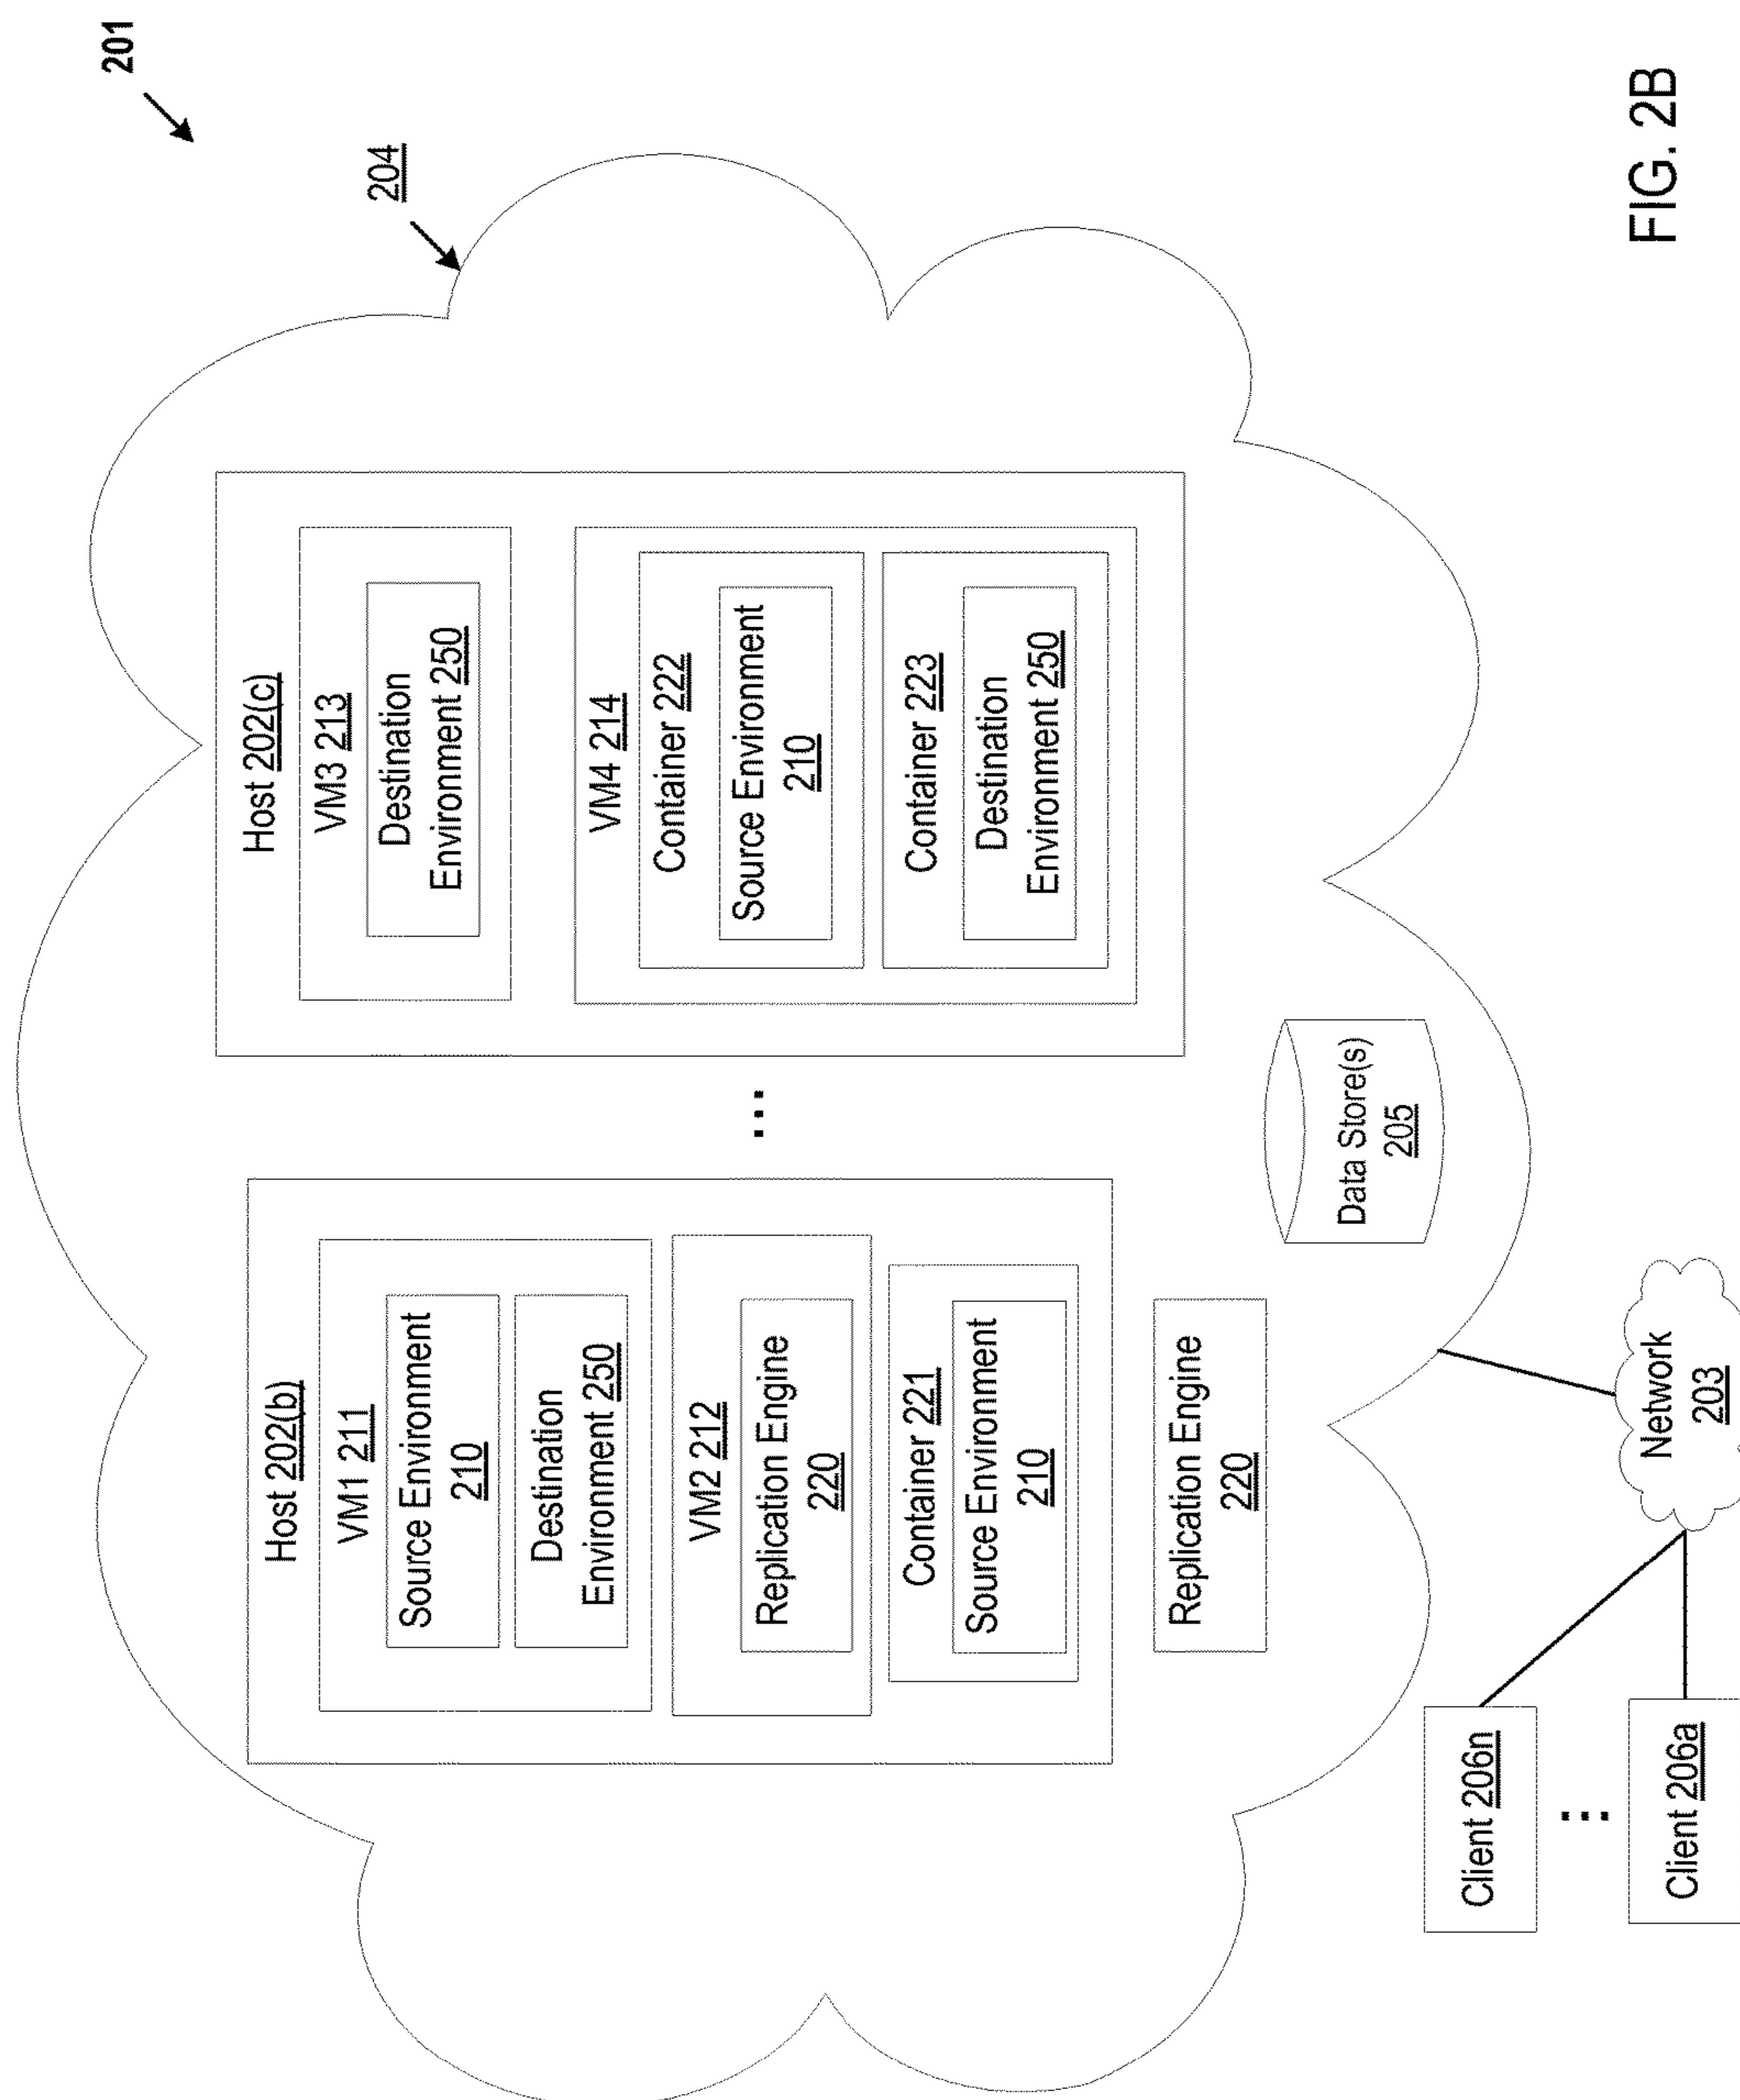 201
204
Host 202(b)
VM1 211
Source Environment
210
Destination
Environment 250
VM2 212
Replication Engine
220
Container 221
Source Environment
210
Replication Engine
220
...
Host 202(c)
VM3 213
Destination
Environment 250
VM4 214
Container 222
Source Environment
210
Container 223
Destination
Environment 250
Data Store(s)
205
Network
203
Client 206n
...
Client 206a
FIG. 2B